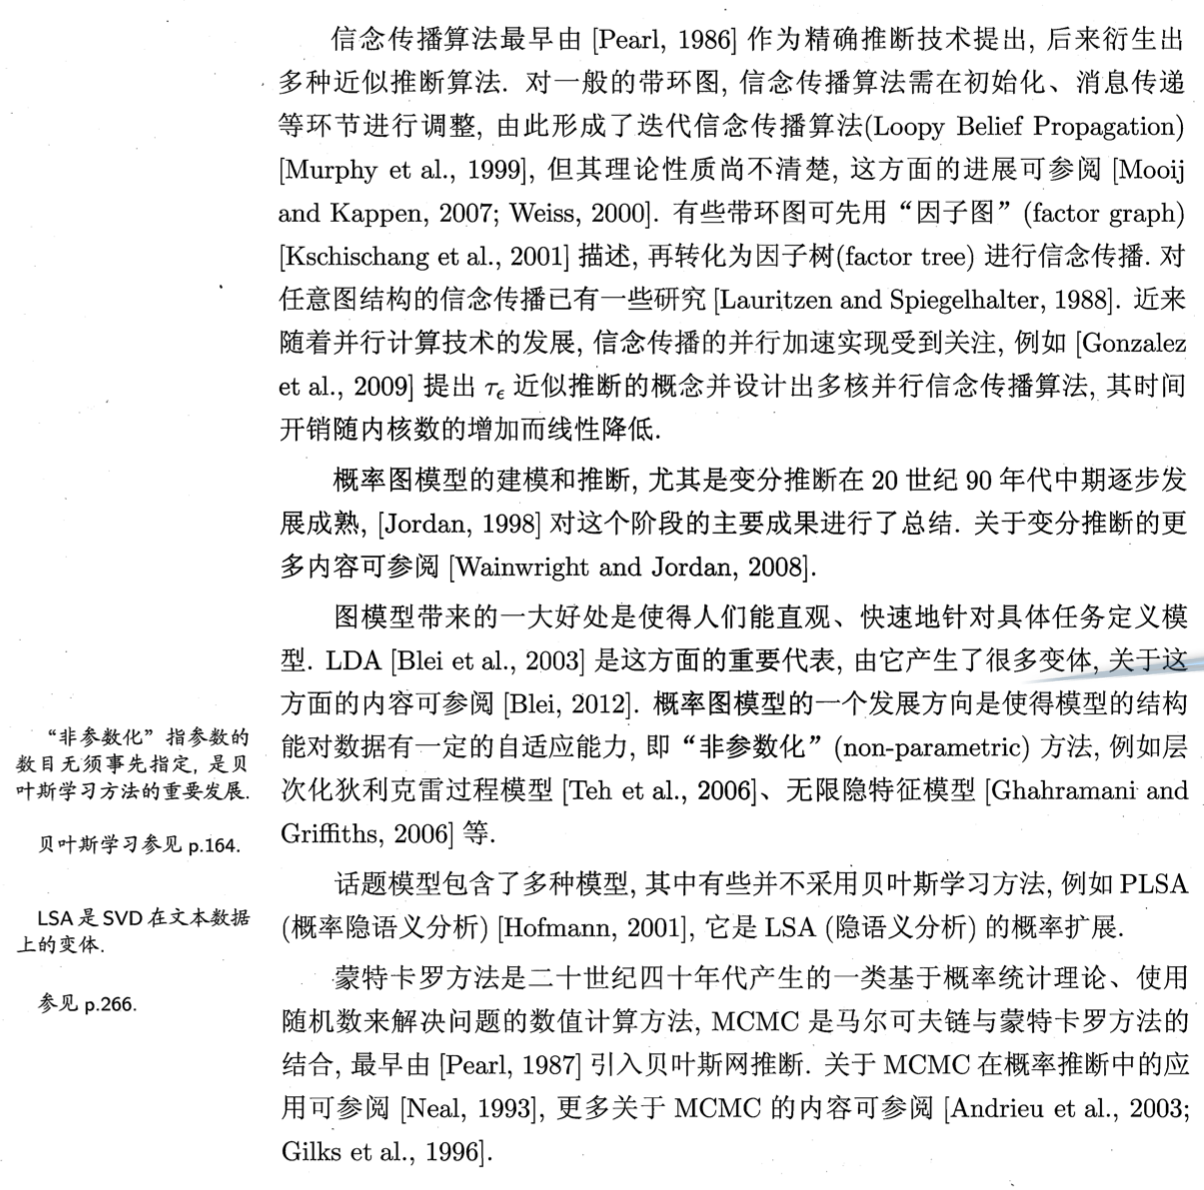 信念传播算法最早由 [Pearl, 1986] 作为精确推断技术提出, 后来衍生出
多种近似推断算法. 对一般的带环图, 信念传播算法需在初始化、消息传递
等环节进行调整, 由此形成了迭代信念传播算法(Loopy Belief Propagation)
[Murphy et al., 1999], 但其理论性质尚不清楚, 这方面的进展可参阅 [Mooij
and Kappen, 2007; Weiss, 2000]. 有些带环图可先用“因子图”(factor graph)
[Kschischang et al., 2001] 描述, 再转化为因子树(factor tree) 进行信念传播. 对
任意图结构的信念传播已有一些研究 [Lauritzen and Spiegelhalter, 1988]. 近来
随着并行计算技术的发展, 信念传播的并行加速实现受到关注, 例如 [Gonzalez
et al., 2009] 提出 τϵ 近似推断的概念并设计出多核并行信念传播算法, 其时间
开销随内核数的增加而线性降低.
概率图模型的建模和推断, 尤其是变分推断在 20 世纪 90 年代中期逐步发
展成熟, [Jordan, 1998] 对这个阶段的主要成果进行了总结. 关于变分推断的更
多内容可参阅 [Wainwright and Jordan, 2008].
图模型带来的一大好处是使得人们能直观、快速地针对具体任务定义模
型. LDA [Blei et al., 2003] 是这方面的重要代表, 由它产生了很多变体, 关于这
方面的内容可参阅 [Blei, 2012]. 概率图模型的一个发展方向是使得模型的结构
能对数据有一定的自适应能力, 即“非参数化”(non-parametric) 方法, 例如层
次化狄利克雷过程模型 [Teh et al., 2006]、无限隐特征模型 [Ghahramani and
Griffiths, 2006] 等.
“非参数化”指参数的
数目无须事先指定, 是贝
叶斯学习方法的重要发展.
贝叶斯学习参见 p.164.
话题模型包含了多种模型, 其中有些并不采用贝叶斯学习方法, 例如 PLSA
(概率隐语义分析) [Hofmann, 2001], 它是 LSA (隐语义分析) 的概率扩展.
LSA 是 SVD 在文本数据
上的变体.
蒙特卡罗方法是二十世纪四十年代产生的一类基于概率统计理论、使用
随机数来解决问题的数值计算方法, MCMC 是马尔可夫链与蒙特卡罗方法的
结合, 最早由 [Pearl, 1987] 引入贝叶斯网推断. 关于 MCMC 在概率推断中的应
用可参阅 [Neal, 1993], 更多关于 MCMC 的内容可参阅 [Andrieu et al., 2003;
Gilks et al., 1996].
参见 p.266.